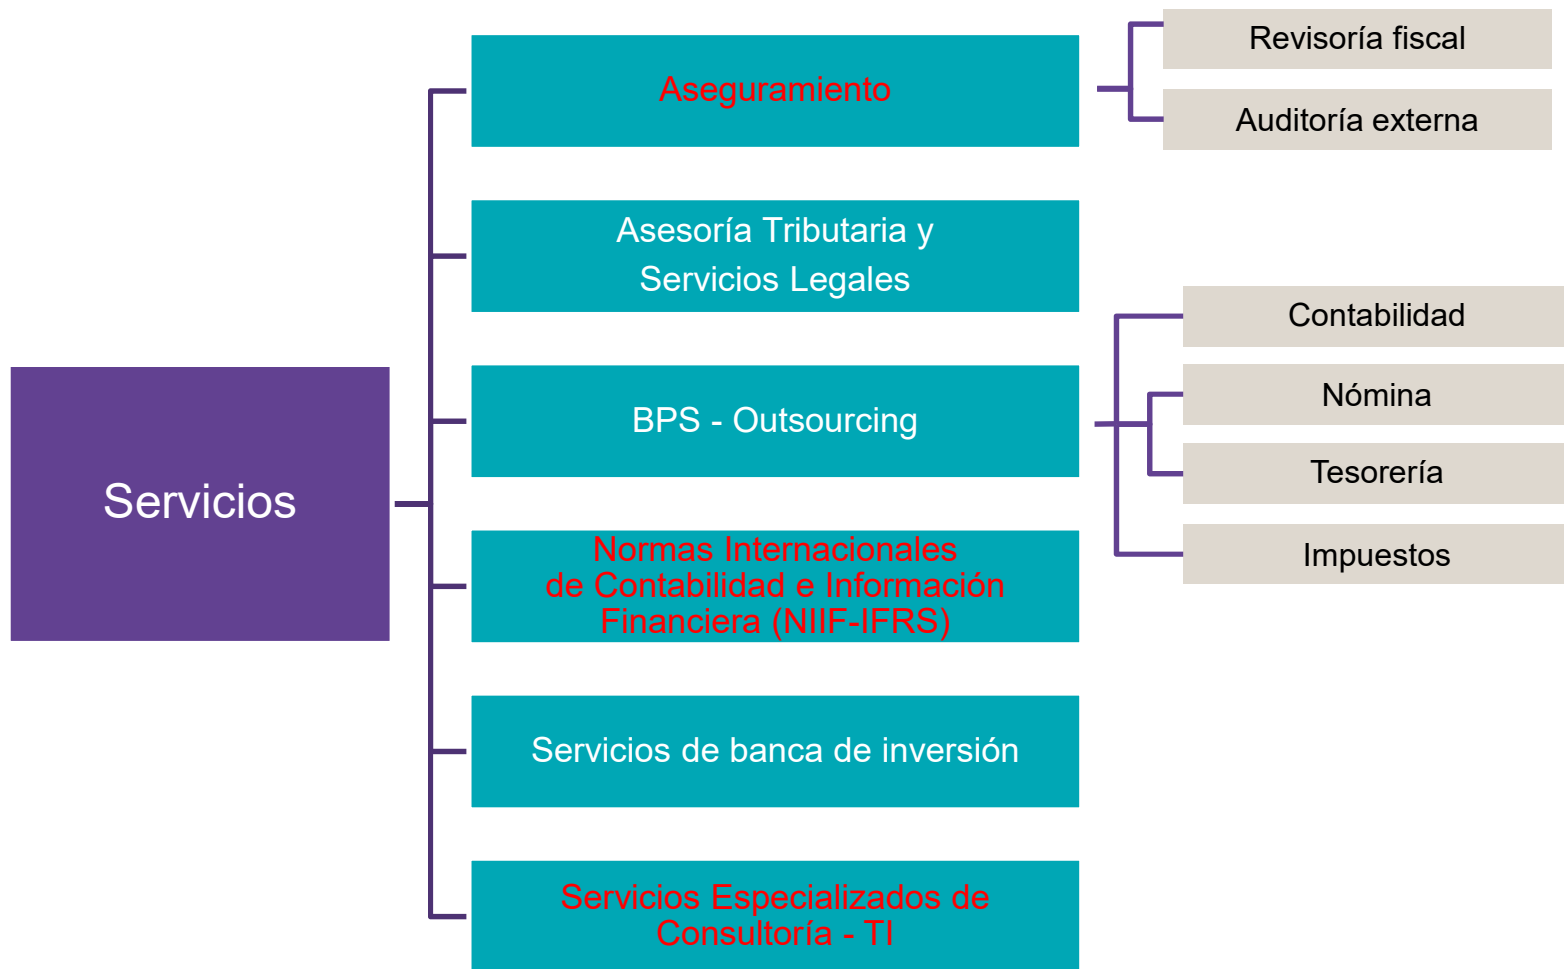 Servicios
Aseguramiento
Revisoría fiscal
Auditoría externa
Asesoría Tributaria y
Servicios Legales
BPS - Outsourcing
Contabilidad
Nómina
Tesorería
Impuestos
Normas Internacionales
de Contabilidad e Información
Financiera (NIIF-IFRS)
Servicios de banca de inversión
Servicios Especializados de
Consultoría - TI